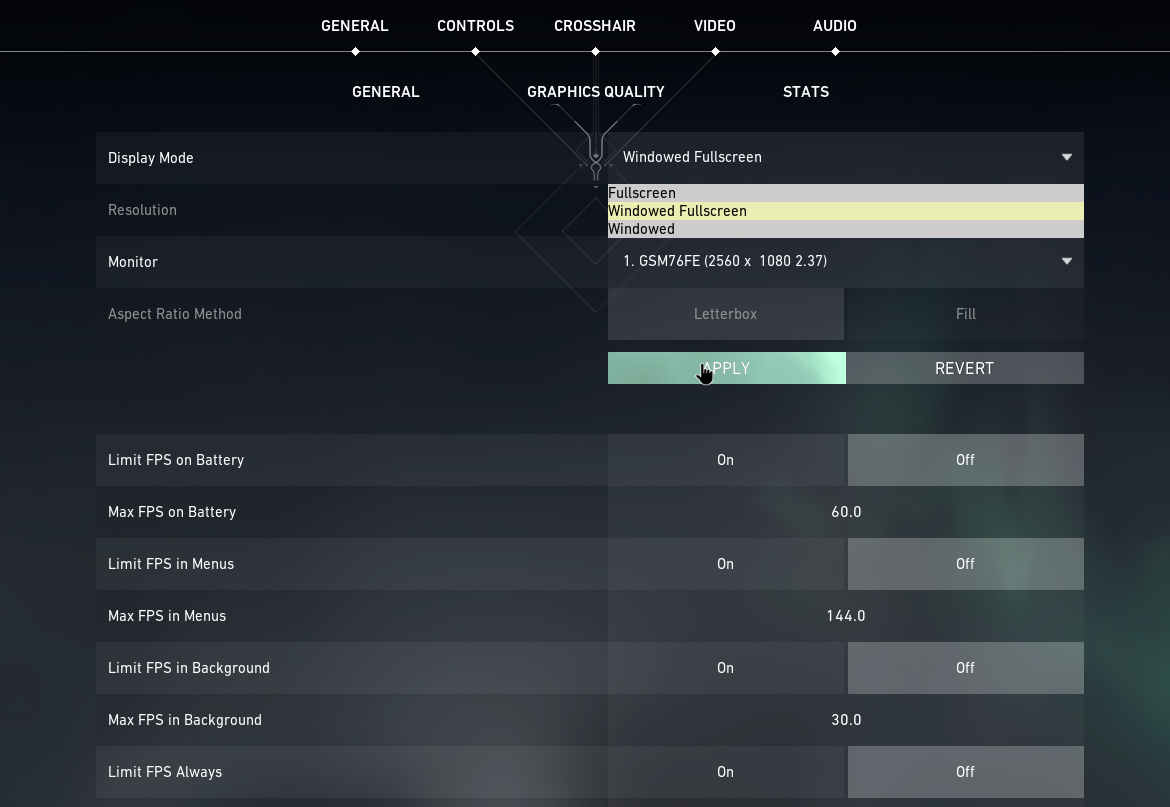 GENERAL CONTROLS CROSSHAIR VIDEO AUDIO
GENERAL GRAPHICS QUALITY STATS
Display Mode Windowed Fullscreen
Fullscreen
Resolution Windowed Fullscreen
Windowed
Monitor 1. GSM76FE (2560 x  1080 2.37)
Aspect Ratio Method Letterbox Fill
APPLY REVERT
Limit FPS on Battery On Off
Max FPS on Battery 60.0
Limit FPS in Menus On Off
Max FPS in Menus 144.0
Limit FPS in Background On Off
Max FPS in Background 30.0
Limit FPS Always On Off